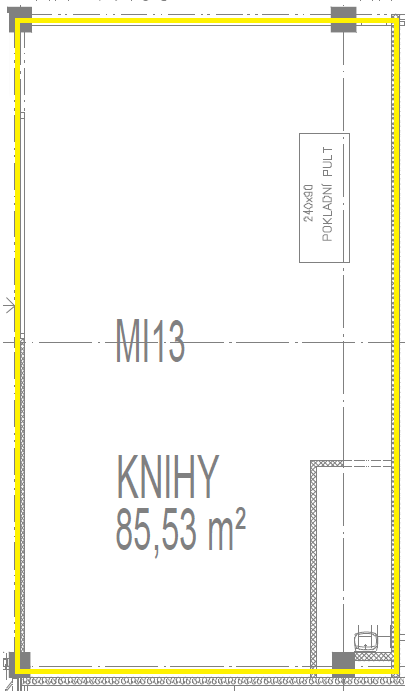 240x90
POKLADNÍ PULT
MI13
KNIHY
85,53 m²